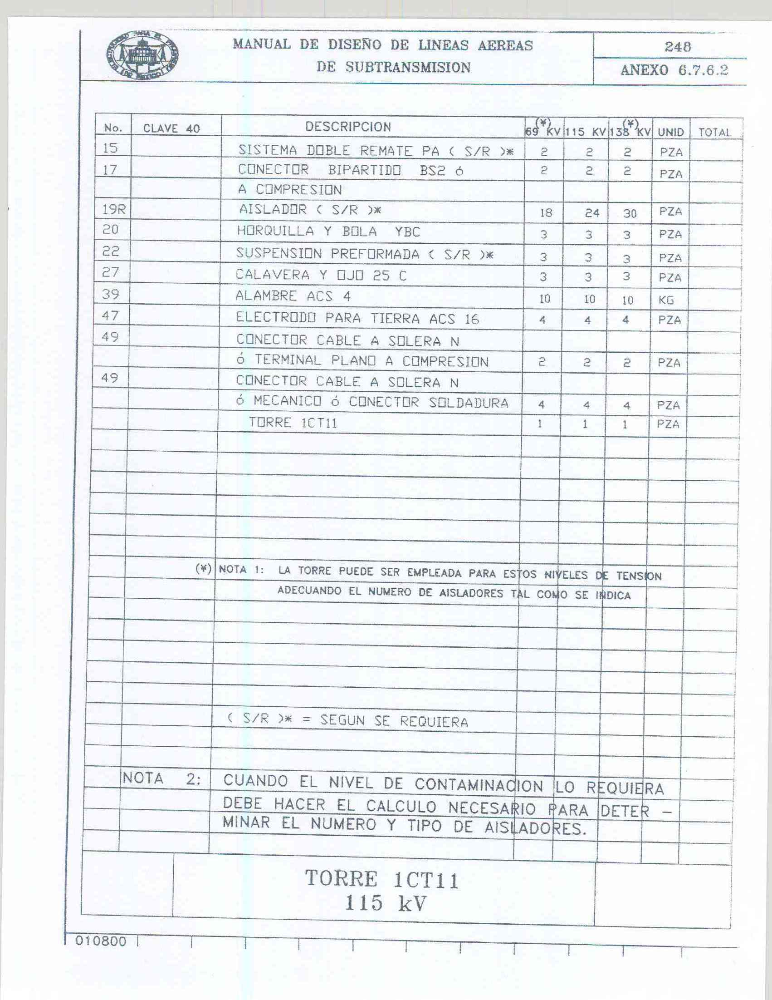 MANUAL DE DISEÑO DE LINEAS AEREAS
DE SUBTRANSMISION
248
ANEXO 6.7.6.2
No. CLAVE 40 DESCRIPCION (¥) 69 KV 115 KV (¥) 138 KV UNID TOTAL
15 SISTEMA DOBLE REMATE PA ( S/R )* 2 2 2 PZA
17 CONECTOR BIPARTIDO BS2 ó 2 2 2 PZA
A COMPRESION
19R AISLADOR ( S/R )* 18 24 30 PZA
20 HORQUILLA Y BOLA YBC 3 3 3 PZA
22 SUSPENSION PREFORMADA ( S/R )* 3 3 3 PZA
27 CALAVERA Y OJO 25 C 3 3 3 PZA
39 ALAMBRE ACS 4 10 10 10 KG
47 ELECTRODO PARA TIERRA ACS 16 4 4 4 PZA
49 CONECTOR CABLE A SOLERA N
ó TERMINAL PLANO A COMPRESION 2 2 2 PZA
49 CONECTOR CABLE A SOLERA N
ó MECANICO ó CONECTOR SOLDADURA 4 4 4 PZA
TORRE 1CT11 1 1 1 PZA
(¥) NOTA 1: LA TORRE PUEDE SER EMPLEADA PARA ESTOS NIVELES DE TENSION
ADECUANDO EL NUMERO DE AISLADORES TAL COMO SE INDICA
( S/R )* = SEGUN SE REQUIERA
NOTA 2: CUANDO EL NIVEL DE CONTAMINACION LO REQUIERA
DEBE HACER EL CALCULO NECESARIO PARA DETER -
MINAR EL NUMERO Y TIPO DE AISLADORES.
TORRE 1CT11
115 kV
010800